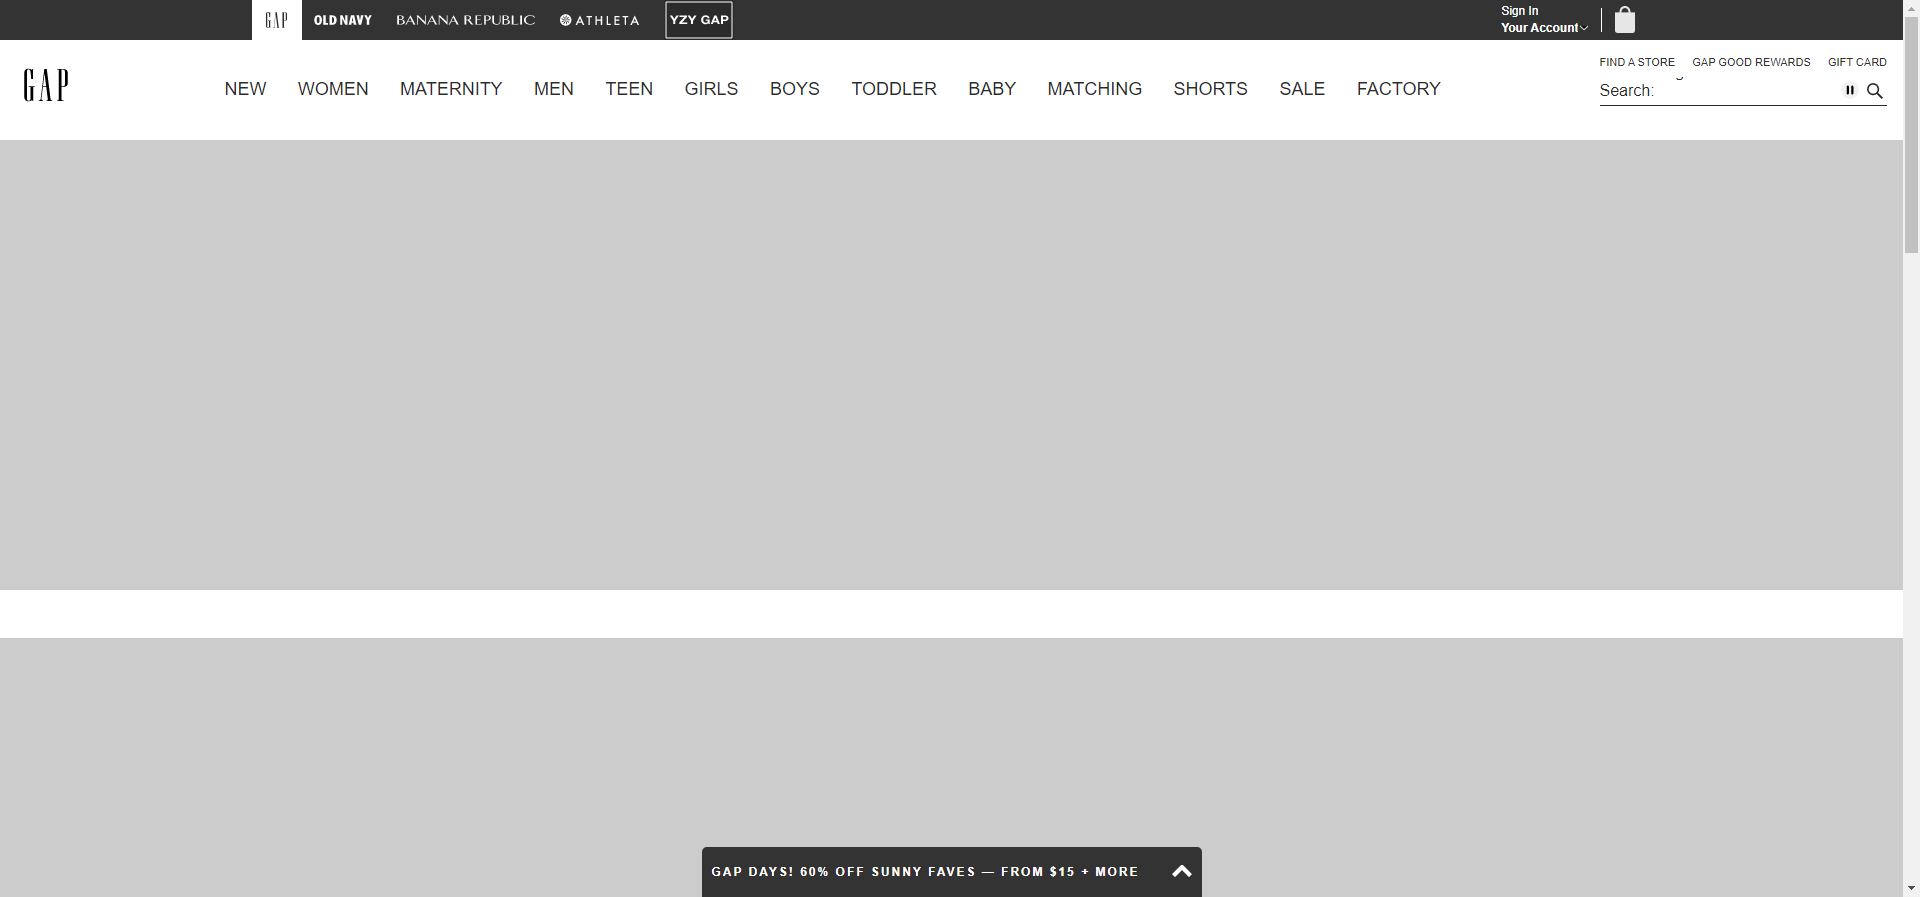 GAP
OLD NAVY
BANANA REPUBLIC
ATHLETA
YZY GAP
Sign In
Your Account
GAP
NEW
WOMEN
MATERNITY
MEN
TEEN
GIRLS
BOYS
TODDLER
BABY
MATCHING
SHORTS
SALE
FACTORY
FIND A STORE
GAP GOOD REWARDS
GIFT CARD
Search:
GAP DAYS! 60% OFF SUNNY FAVES — FROM $15 + MORE